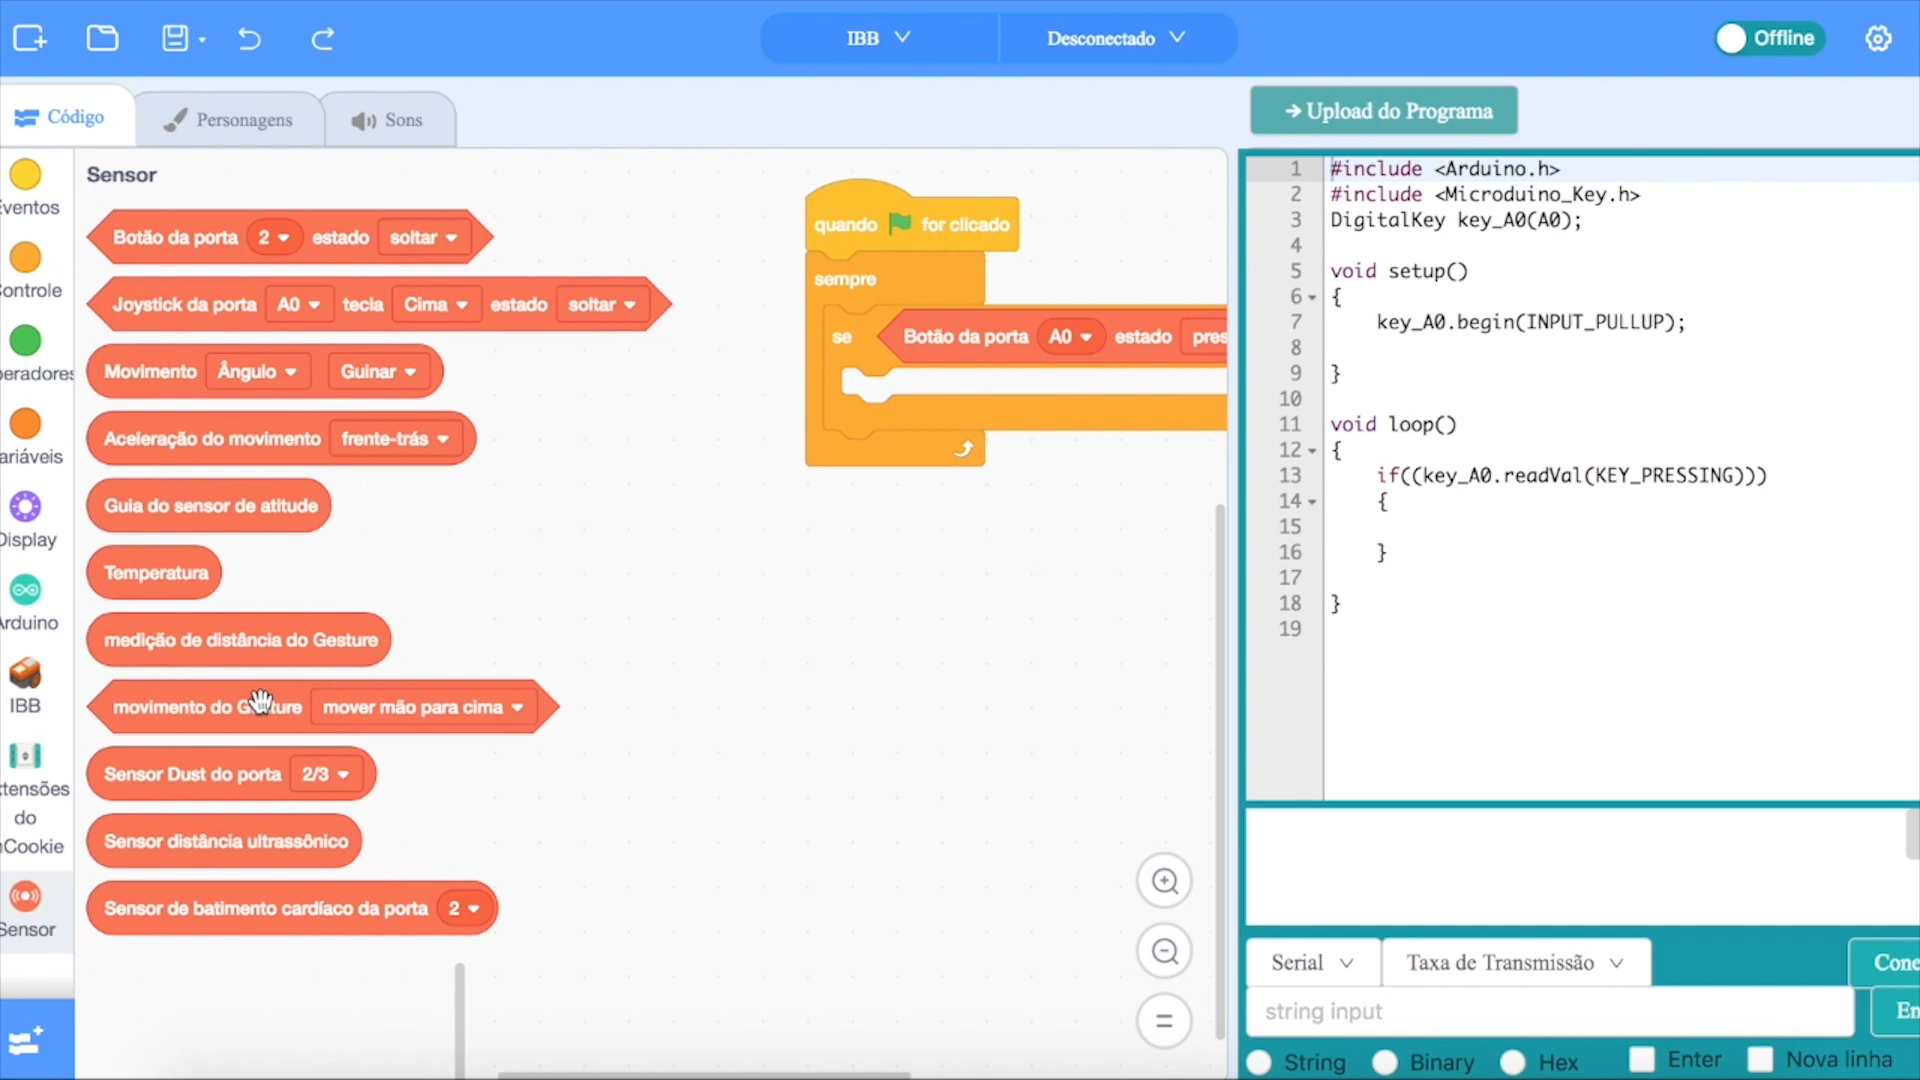 IBB
Desconectado
Offline
Código
Personagens
Sons
Upload do Programa
Eventos
Controle
Operadores
Variáveis
Display
Arduino
IBB
xtensões
do
nCookie
Sensor
Sensor
Botão da porta 2 estado soltar
Joystick da porta A0 tecla Cima estado soltar
Movimento Ângulo Guinar
Aceleração do movimento frente-trás
Guia do sensor de atitude
Temperatura
medição de distância do Gesture
movimento do Gesture mover mão para cima
Sensor Dust do porta 2/3
Sensor distância ultrassônico
Sensor de batimento cardíaco da porta 2
quando for clicado
sempre
se Botão da porta A0 estado pres
1 #include <Arduino.h>
2 #include <Microduino_Key.h>
3 DigitalKey key_A0(A0);
4
5 void setup()
6 {
7 key_A0.begin(INPUT_PULLUP);
8
9 }
10
11 void loop()
12 {
13 if((key_A0.readVal(KEY_PRESSING)))
14 {
15
16 }
17
18 }
19
Serial
Taxa de Transmissão
Cone
string input
En
String Binary Hex Enter Nova linha